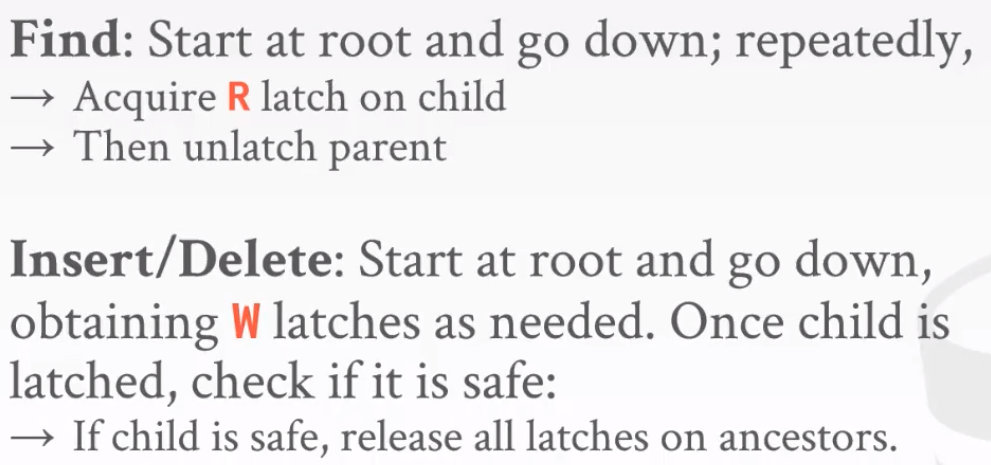 Find: Start at root and go down; repeatedly,
→ Acquire R latch on child
→ Then unlatch parent
Insert/Delete: Start at root and go down,
obtaining W latches as needed. Once child is
latched, check if it is safe:
→ If child is safe, release all latches on ancestors.